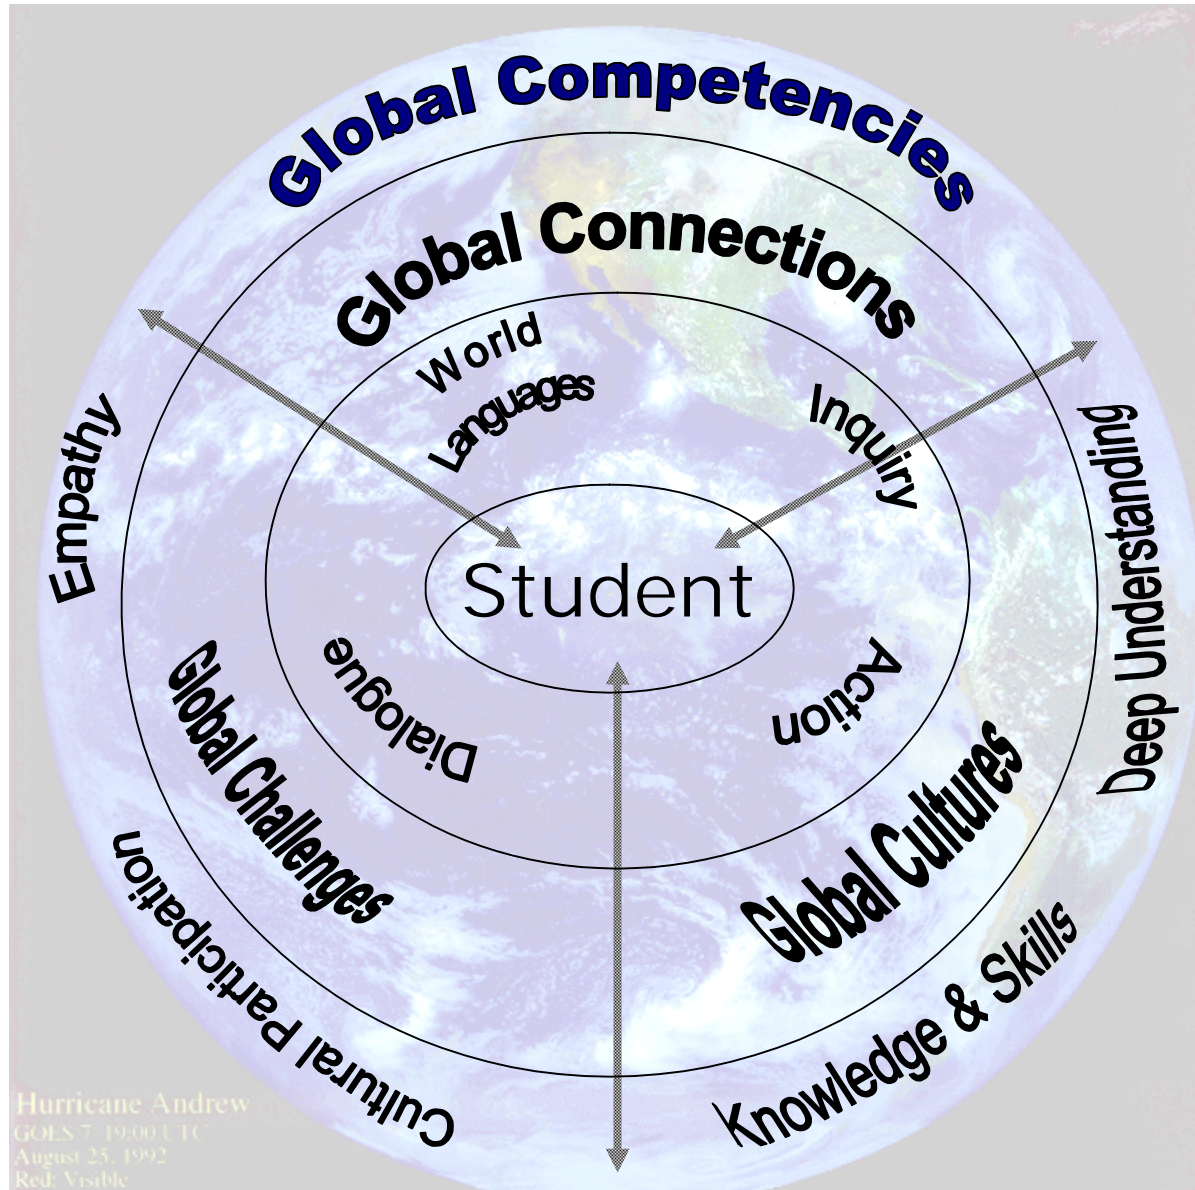 Global Competencies
Global Connections
World
Languages
Inquiry
Empathy
Deep Understanding
Student
Dialogue
Action
Global Challenges
Global Cultures
Cultural Participation
Knowledge & Skills
Hurricane Andrew
GOES 7 19:00 UTC
August 25, 1992
Red: Visible